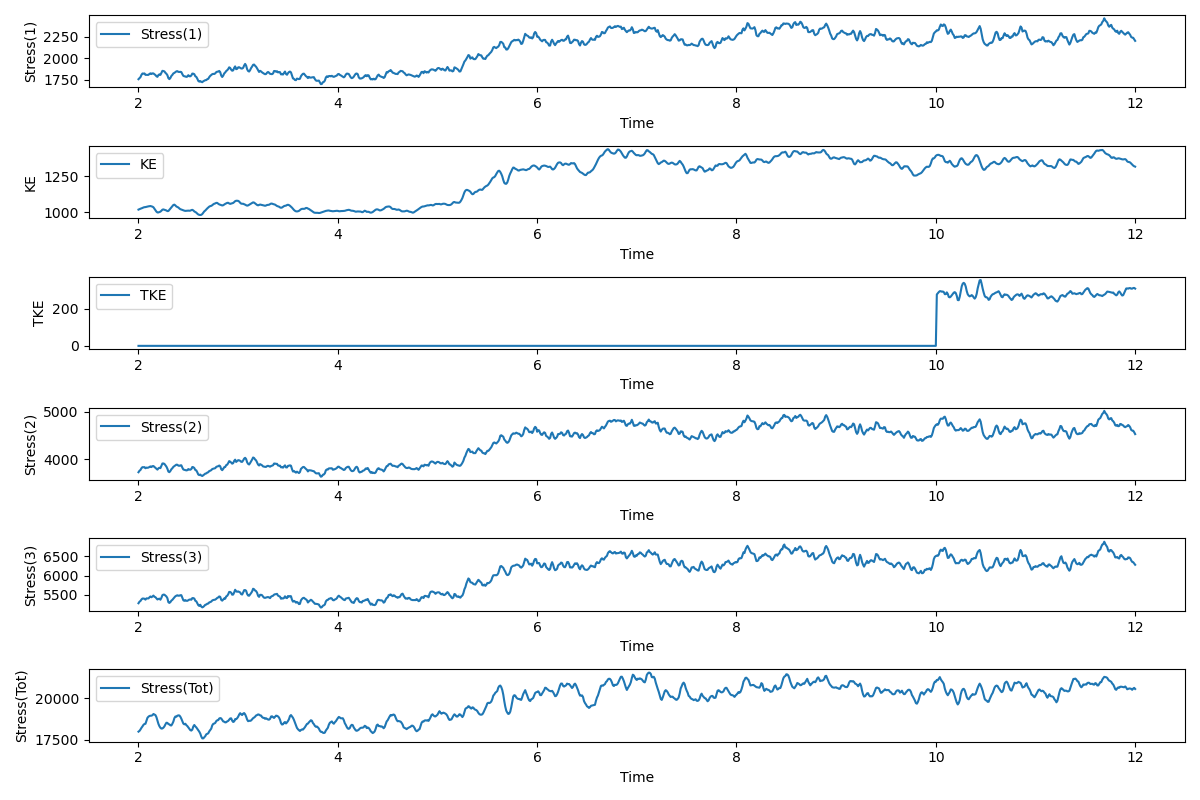 Stress(1)
2250
2000
1750
Stress(1)
2 4 6 8 10 12
Time
KE
1250
1000
KE
2 4 6 8 10 12
Time
TKE
200
0
TKE
2 4 6 8 10 12
Time
Stress(2)
5000
4000
Stress(2)
2 4 6 8 10 12
Time
Stress(3)
6500
6000
5500
Stress(3)
2 4 6 8 10 12
Time
Stress(Tot)
20000
17500
Stress(Tot)
2 4 6 8 10 12
Time